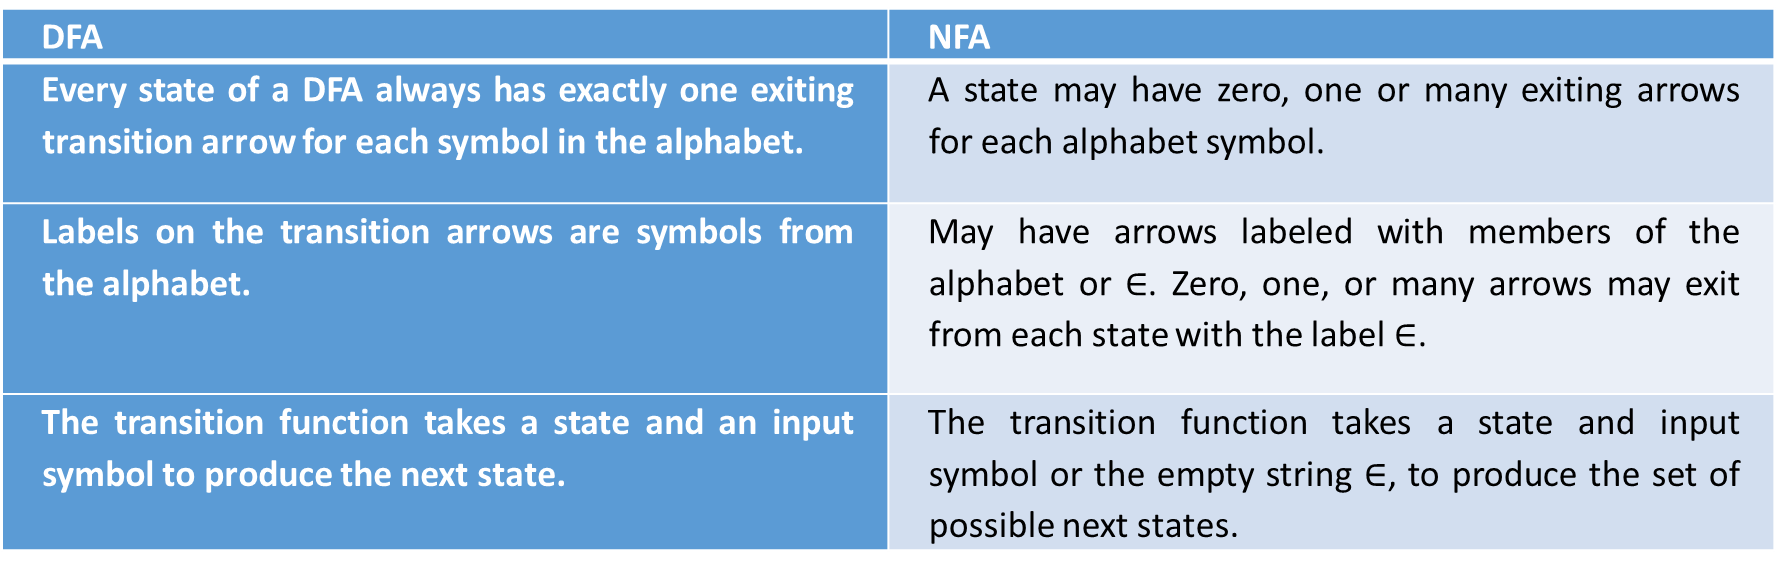 DFA
NFA
Every state of a DFA always has exactly one exiting
transition arrow for each symbol in the alphabet.
A state may have zero, one or many exiting arrows
for each alphabet symbol.
Labels on the transition arrows are symbols from
the alphabet.
May have arrows labeled with members of the
alphabet or ∈. Zero, one, or many arrows may exit
from each state with the label ∈.
The transition function takes a state and an input
symbol to produce the next state.
The transition function takes a state and input
symbol or the empty string ∈, to produce the set of
possible next states.